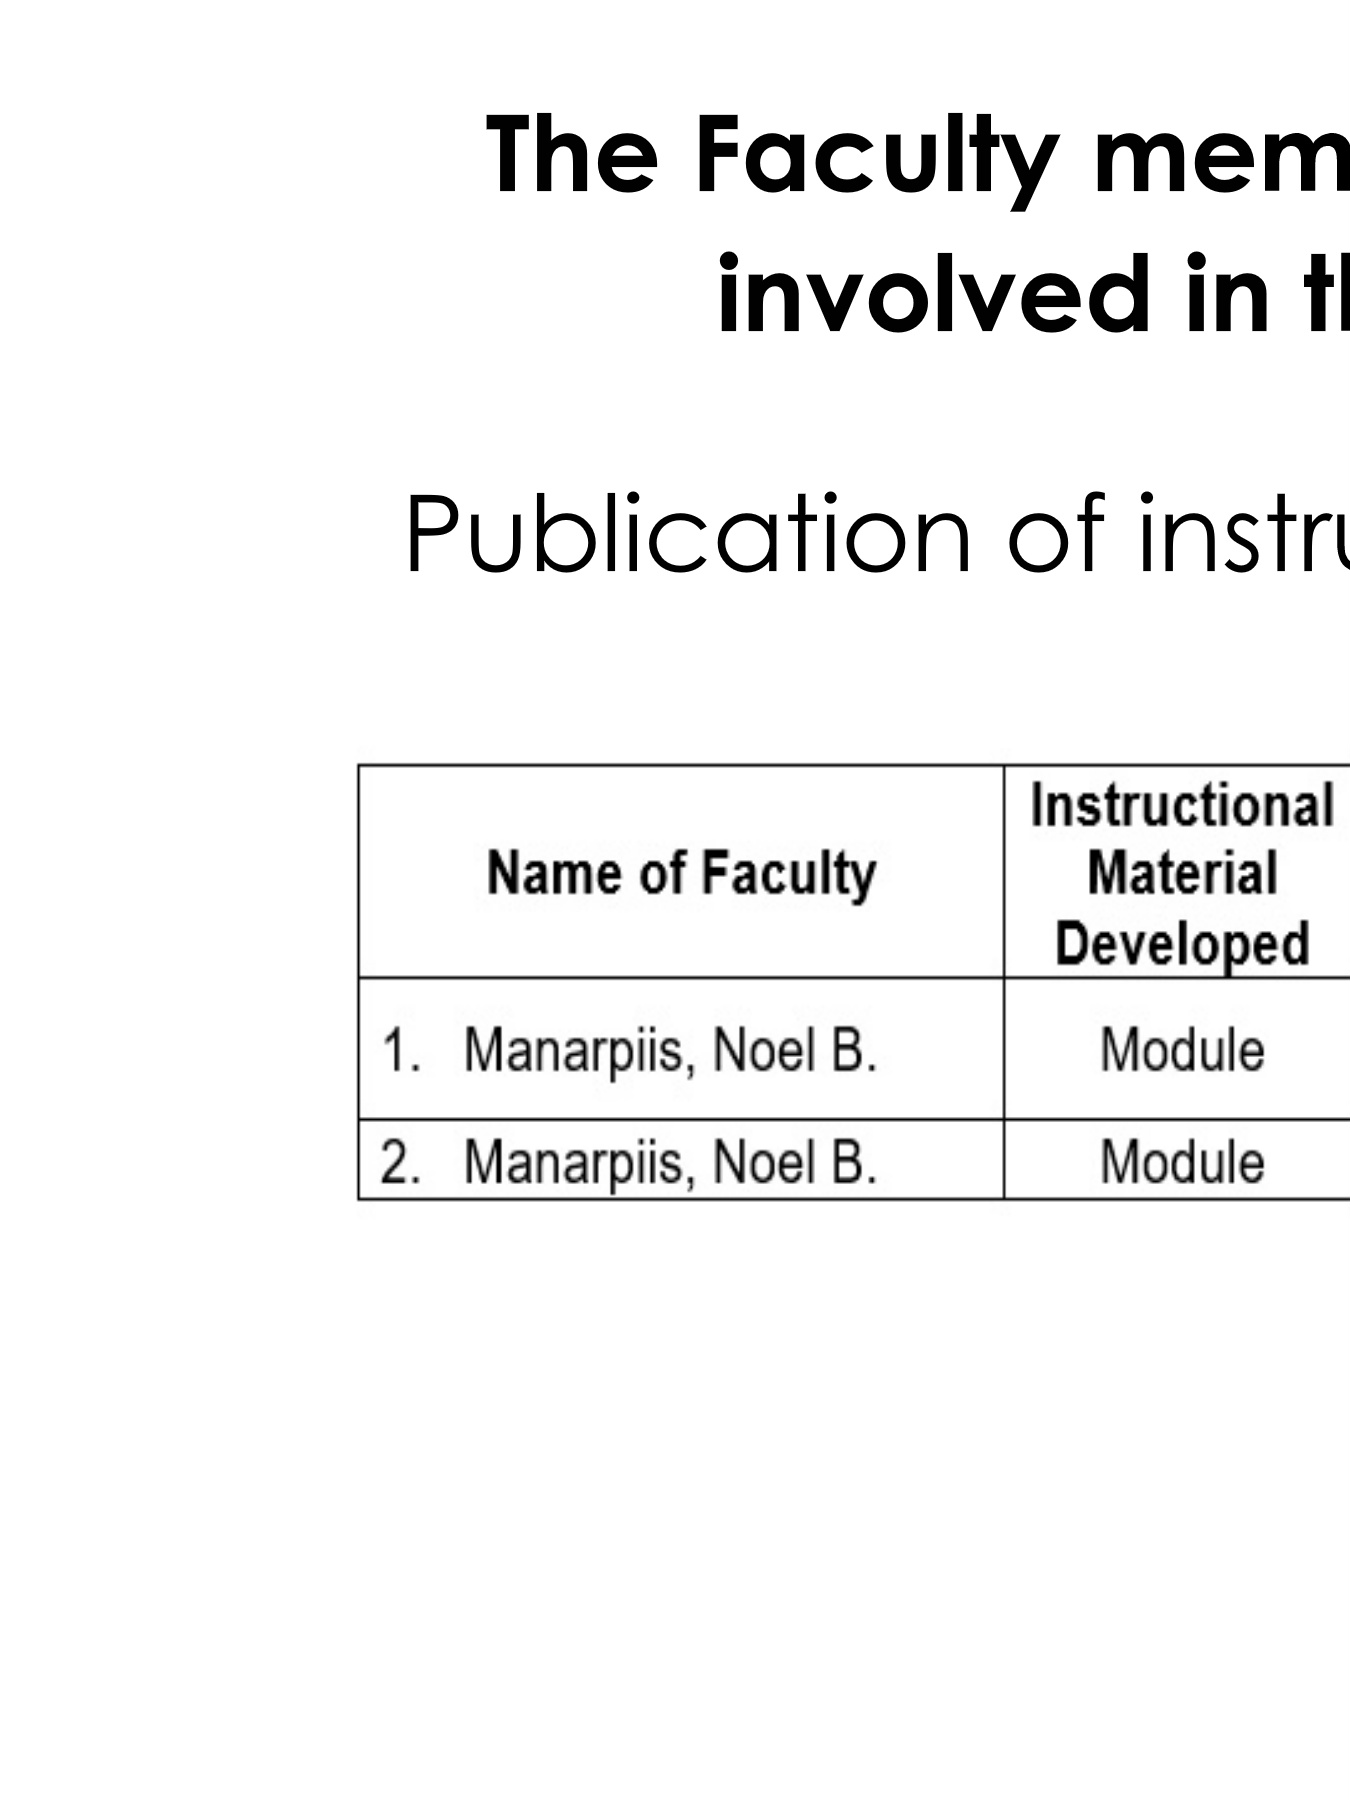 The Faculty mem
involved in th
Publication of instru
Name of Faculty
Instructional
Material
Developed
1. Manarpiis, Noel B.
Module
2. Manarpiis, Noel B.
Module